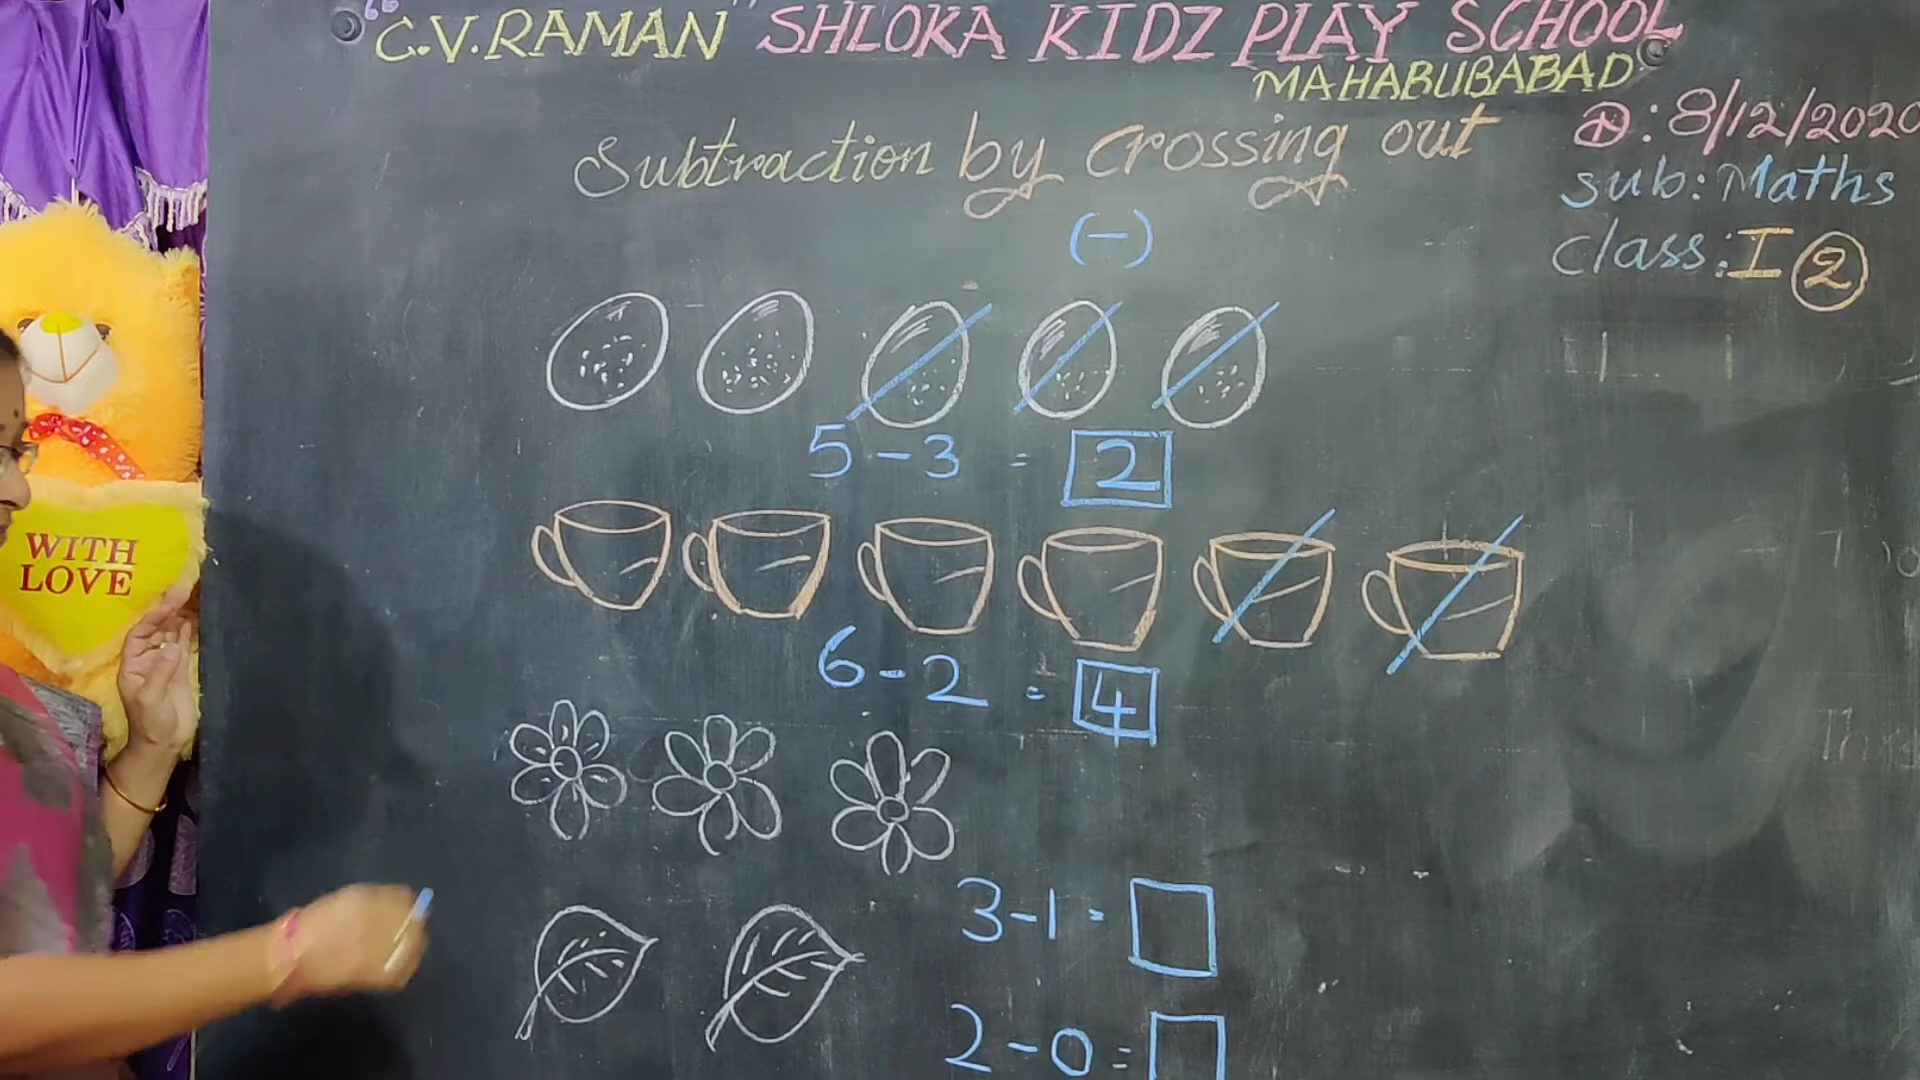 "C.V.RAMAN" SHLOKA KIDZ PLAY SCHOOL
MAHABUBABAD
D: 8/12/2020
Subtraction by Crossing out
sub: Maths
(-)
class: I 2
5 - 3 = 2
6 - 2 = 4
3 - 1 =
2 - 0 =
WITH
LOVE